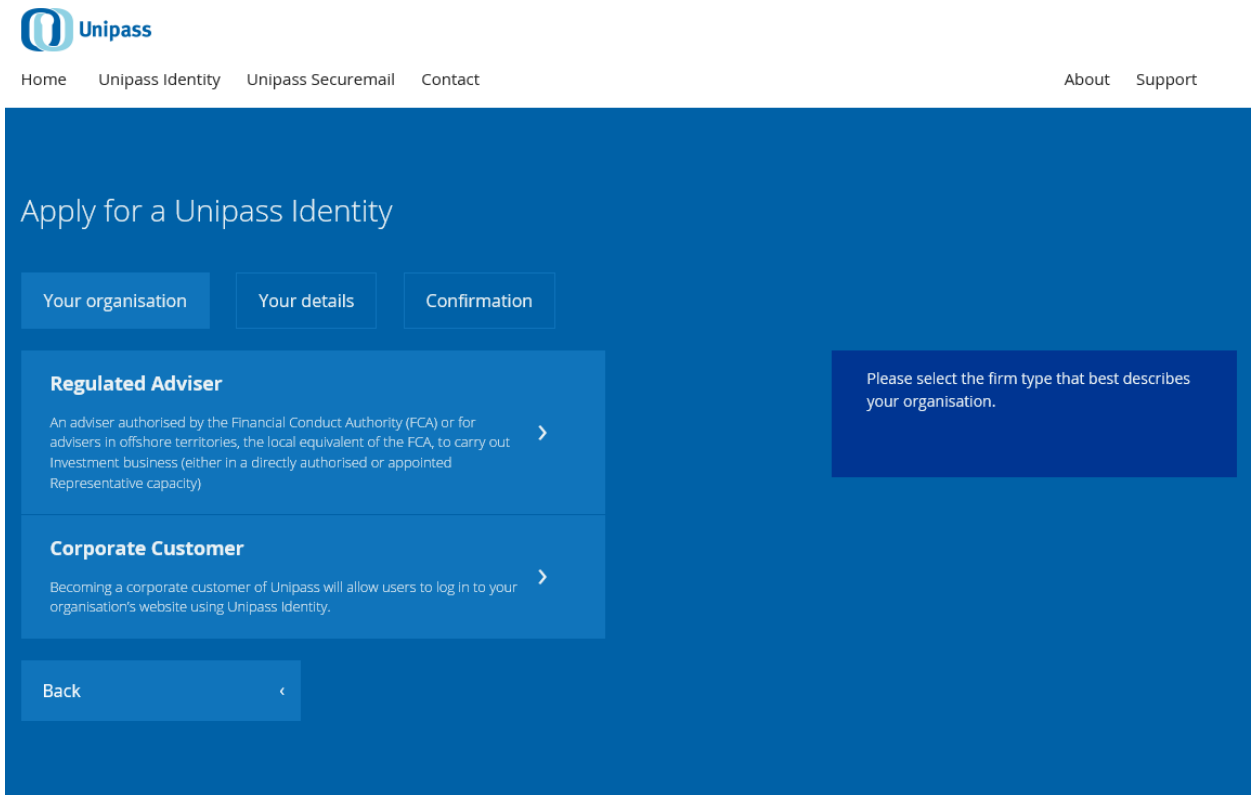 Unipass
Home Unipass Identity Unipass Securemail Contact About Support
Apply for a Unipass Identity
Your organisation Your details Confirmation
Regulated Adviser
An adviser authorised by the Financial Conduct Authority (FCA) or for
advisers in offshore territories, the local equivalent of the FCA, to carry out
Investment business (either in a directly authorised or appointed
Representative capacity)
Please select the firm type that best describes
your organisation.
Corporate Customer
Becoming a corporate customer of Unipass will allow users to log in to your
organisation's website using Unipass Identity.
Back